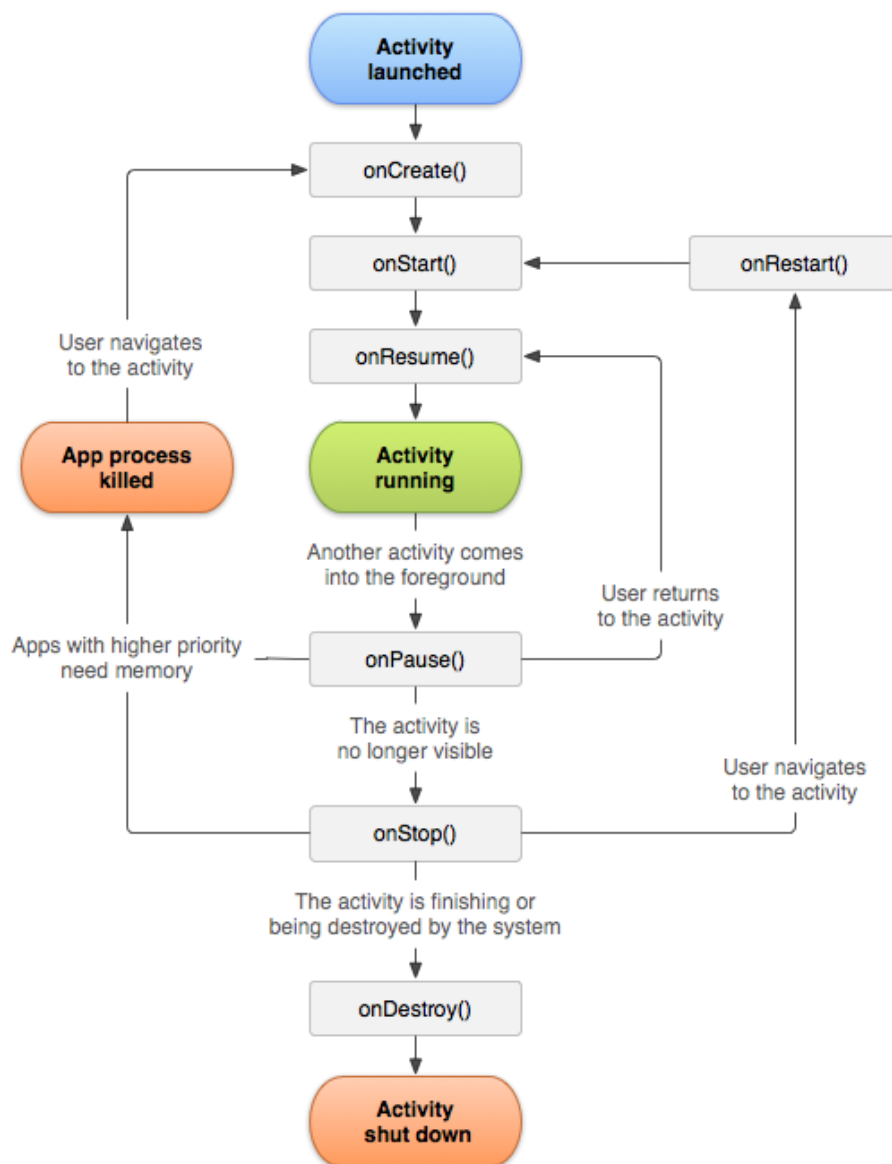 Activity
launched
onCreate()
onStart()
onRestart()
User navigates
to the activity
onResume()
App process
killed
Activity
running
Another activity comes
into the foreground
User returns
to the activity
Apps with higher priority
need memory
onPause()
The activity is
no longer visible
User navigates
to the activity
onStop()
The activity is finishing or
being destroyed by the system
onDestroy()
Activity
shut down